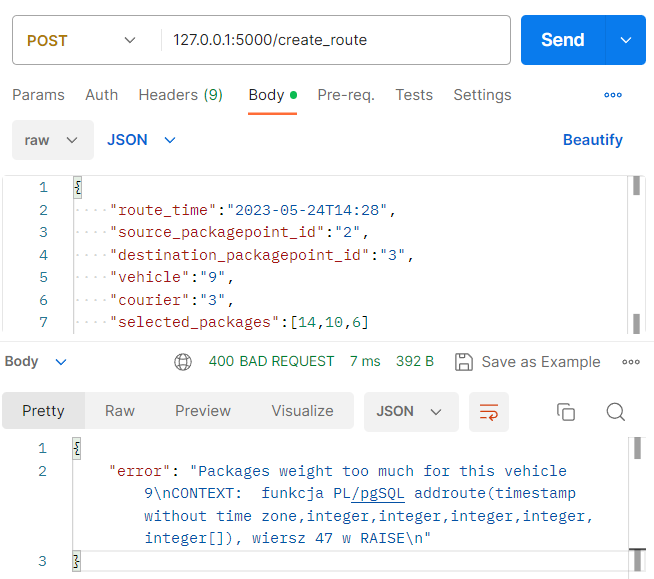 POST 127.0.0.1:5000/create_route Send
Params Auth Headers (9) Body Pre-req. Tests Settings
raw JSON Beautify
1 {
2 "route_time":"2023-05-24T14:28",
3 "source_packagepoint_id":"2",
4 "destination_packagepoint_id":"3",
5 "vehicle":"9",
6 "courier":"3",
7 "selected_packages":[14,10,6]
Body 400 BAD REQUEST 7 ms 392 B Save as Example
Pretty Raw Preview Visualize JSON
1 {
2 "error": "Packages weight too much for this vehicle
9\nCONTEXT:  funkcja PL/pgSQL addroute(timestamp
without time zone,integer,integer,integer,integer,
integer[]), wiersz 47 w RAISE\n"
3 }